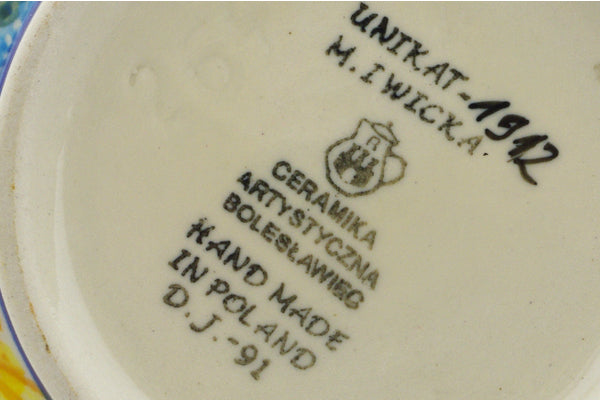 UNIKAT-1912
M. IWICKA
CERAMIKA
ARTYSTYCZNA
BOLESŁAWIEC
HAND MADE
IN POLAND
D.J.-91